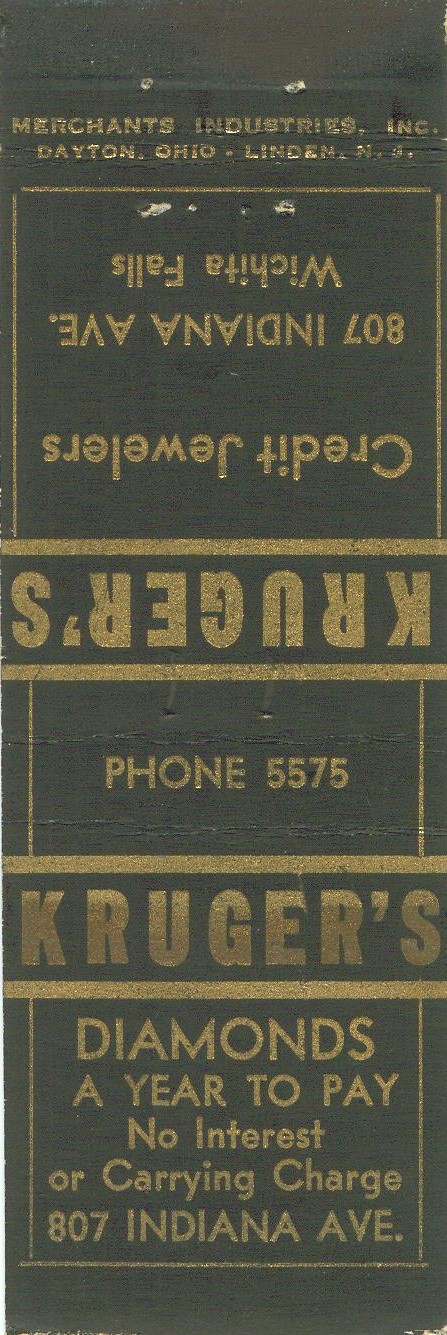 MERCHANTS INDUSTRIES, INC.
DAYTON, OHIO - LINDEN, N. J.
KRUGER'S
Credit Jewelers
807 INDIANA AVE.
Wichita Falls
PHONE 5575
KRUGER'S
DIAMONDS
A YEAR TO PAY
No Interest
or Carrying Charge
807 INDIANA AVE.